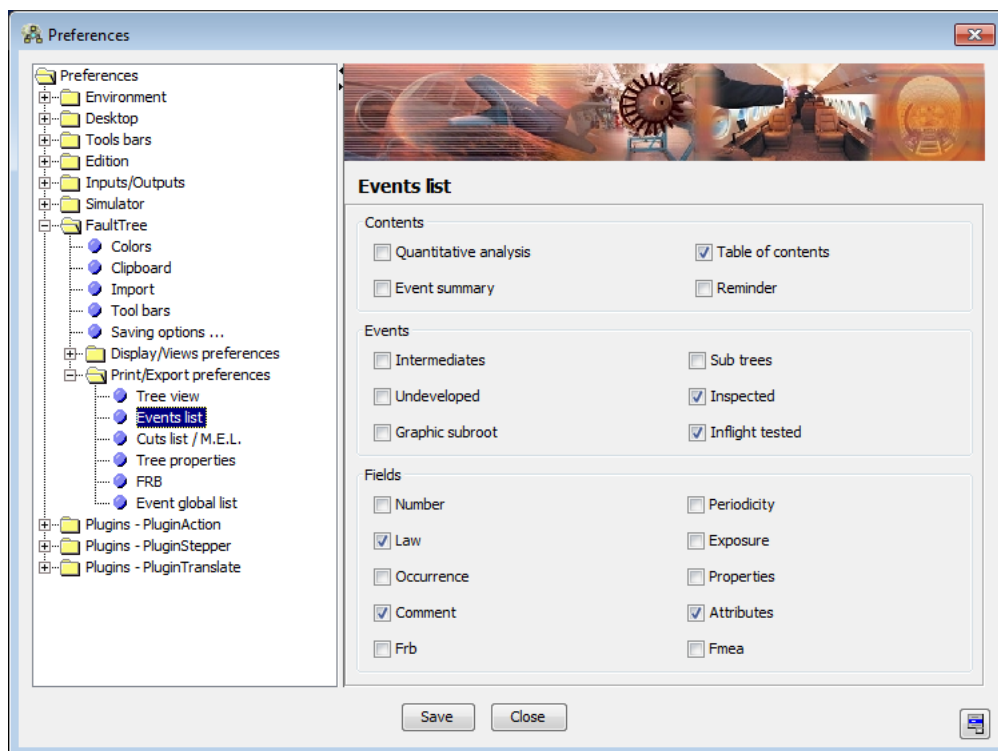 Preferences
Preferences
Environment
Desktop
Tools bars
Edition
Inputs/Outputs
Simulator
FaultTree
Colors
Clipboard
Import
Tool bars
Saving options ...
Display/Views preferences
Print/Export preferences
Tree view
Events list
Cuts list / M.E.L.
Tree properties
FRB
Event global list
Plugins - PluginAction
Plugins - PluginStepper
Plugins - PluginTranslate
Events list
Contents
Quantitative analysis
Table of contents
Event summary
Reminder
Events
Intermediates
Sub trees
Undeveloped
Inspected
Graphic subroot
Inflight tested
Fields
Number
Periodicity
Law
Exposure
Occurrence
Properties
Comment
Attributes
Frb
Fmea
Save
Close